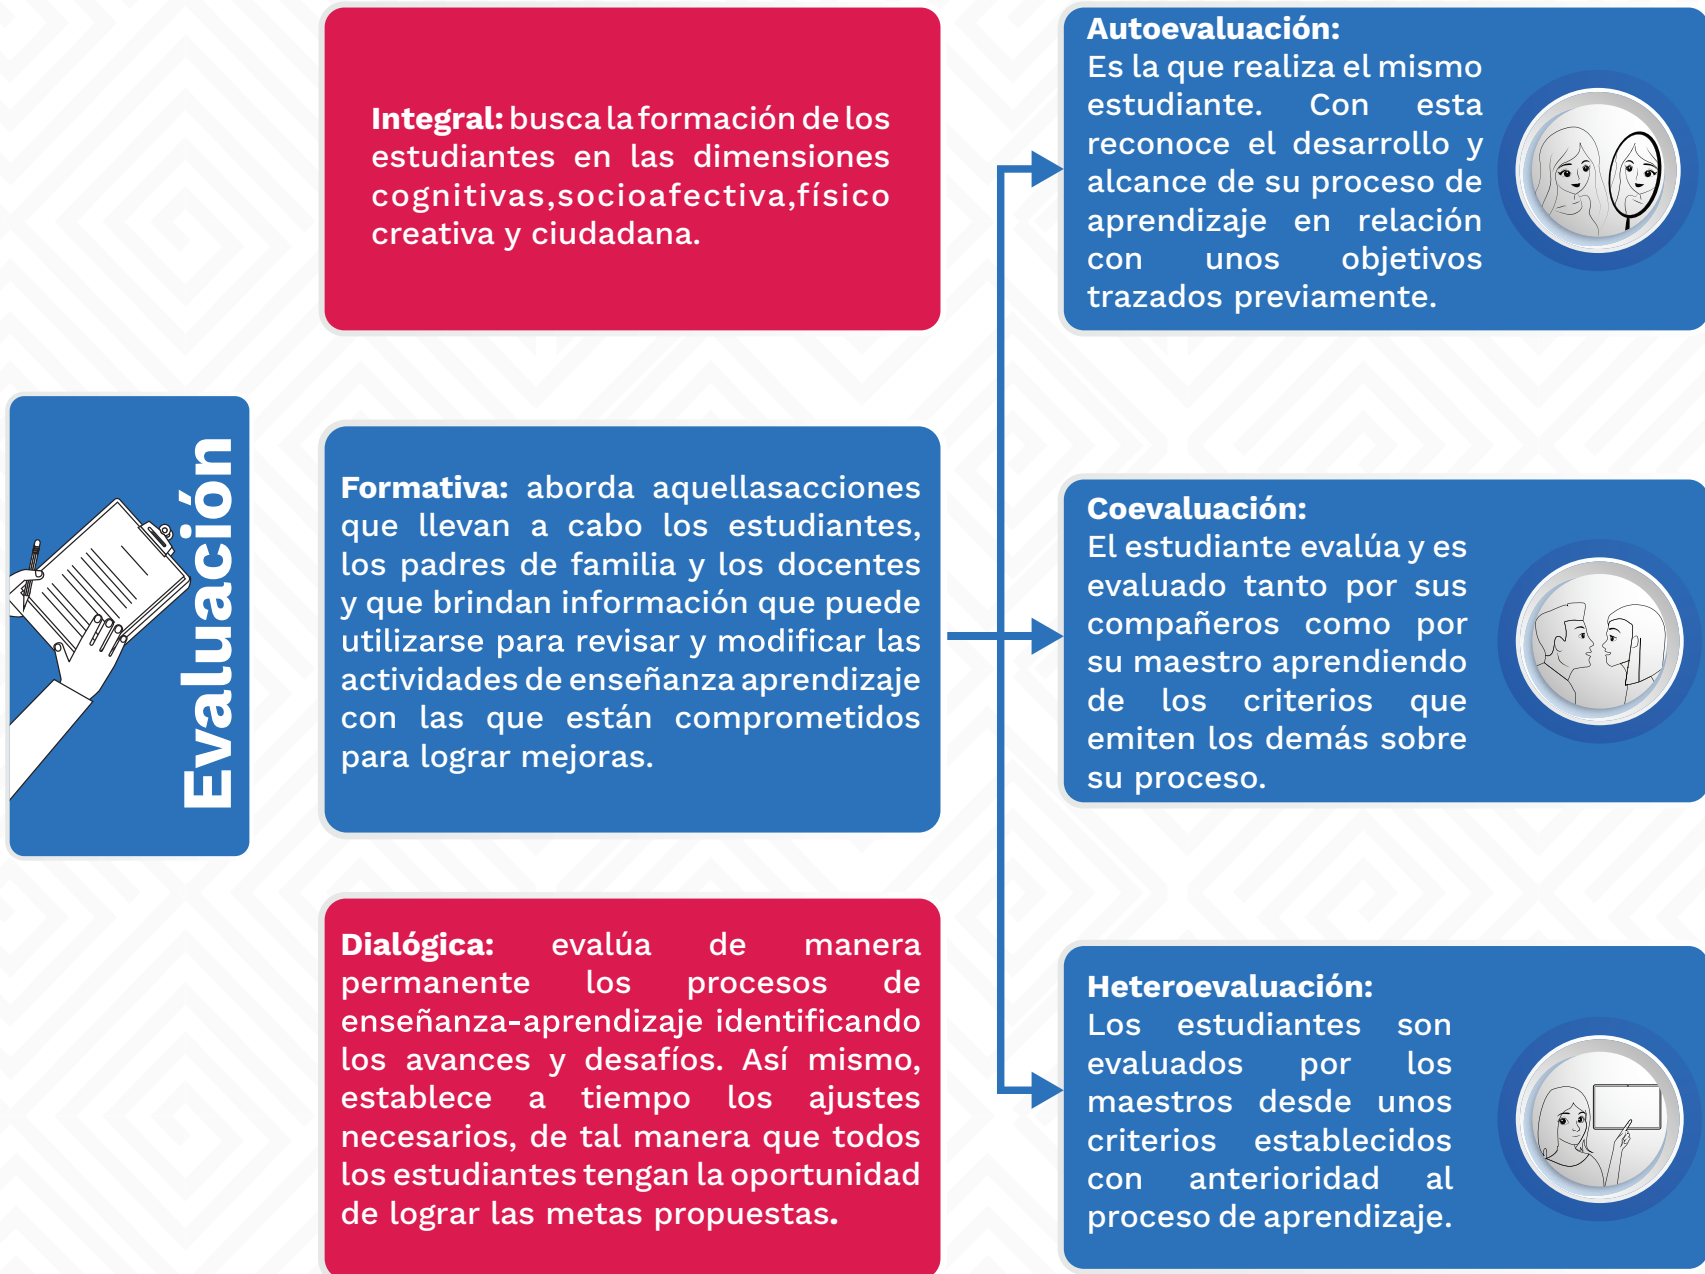 Evaluación
Integral: busca la formación de los
estudiantes en las dimensiones
cognitivas,socioafectiva,físico
creativa y ciudadana.
Formativa: aborda aquellasacciones
que llevan a cabo los estudiantes,
los padres de familia y los docentes
y que brindan información que puede
utilizarse para revisar y modificar las
actividades de enseñanza aprendizaje
con las que están comprometidos
para lograr mejoras.
Dialógica: evalúa de manera
permanente los procesos de
enseñanza-aprendizaje identificando
los avances y desafíos. Así mismo,
establece a tiempo los ajustes
necesarios, de tal manera que todos
los estudiantes tengan la oportunidad
de lograr las metas propuestas.
Autoevaluación:
Es la que realiza el mismo
estudiante. Con esta
reconoce el desarrollo y
alcance de su proceso de
aprendizaje en relación
con unos objetivos
trazados previamente.
Coevaluación:
El estudiante evalúa y es
evaluado tanto por sus
compañeros como por
su maestro aprendiendo
de los criterios que
emiten los demás sobre
su proceso.
Heteroevaluación:
Los estudiantes son
evaluados por los
maestros desde unos
criterios establecidos
con anterioridad al
proceso de aprendizaje.